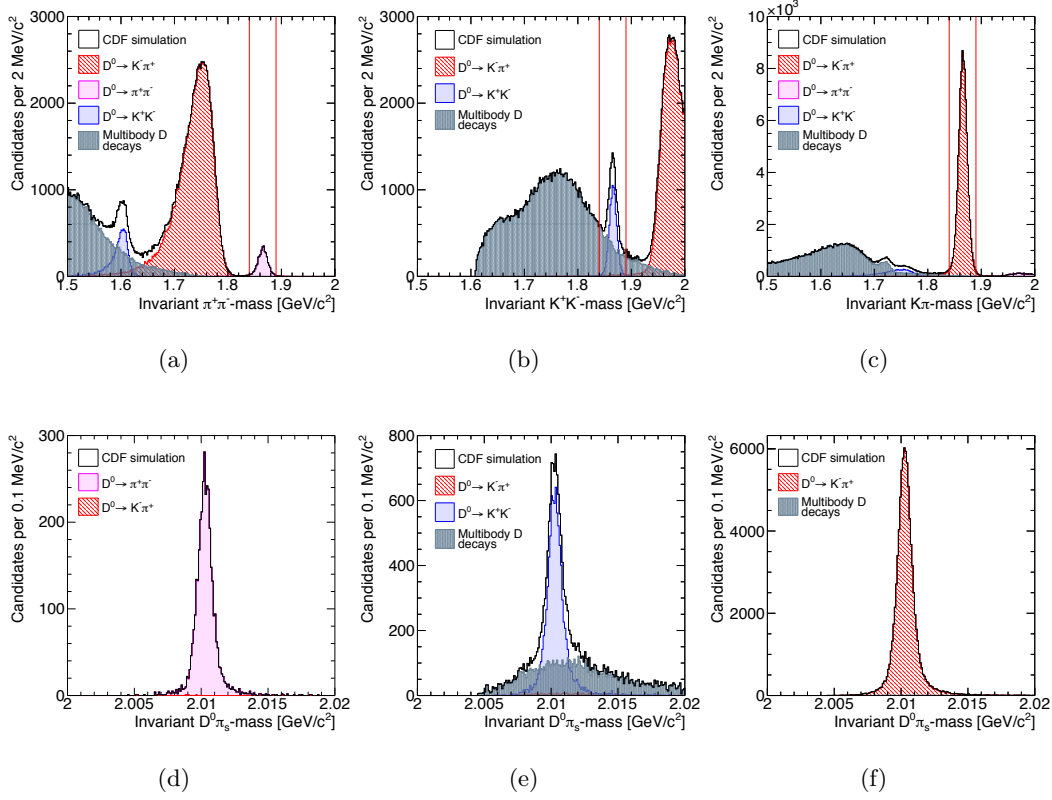 Candidates per 2 MeV/c²
3000
2000
1000
0
CDF simulation
D⁰→ K⁻π⁺
D⁰→ π⁺π⁻
D⁰→ K⁺K⁻
Multibody D
decays
1.5 1.6 1.7 1.8 1.9 2
Invariant π⁺π⁻-mass [GeV/c²]
(a)
Candidates per 2 MeV/c²
3000
2000
1000
0
CDF simulation
D⁰→ K⁻π⁺
D⁰→ K⁺K⁻
Multibody D
decays
1.5 1.6 1.7 1.8 1.9 2
Invariant K⁺K⁻-mass [GeV/c²]
(b)
Candidates per 2 MeV/c²
×10³
10
8
6
4
2
0
CDF simulation
D⁰→ K⁻π⁺
D⁰→ π⁺π⁻
D⁰→ K⁺K⁻
Multibody D
decays
1.5 1.6 1.7 1.8 1.9 2
Invariant Kπ-mass [GeV/c²]
(c)
Candidates per 0.1 MeV/c²
300
200
100
0
CDF simulation
D⁰→ π⁺π⁻
D⁰→ K⁻π⁺
2 2.005 2.01 2.015 2.02
Invariant D⁰πₛ-mass [GeV/c²]
(d)
Candidates per 0.1 MeV/c²
800
600
400
200
0
CDF simulation
D⁰→ K⁻π⁺
D⁰→ K⁺K⁻
Multibody D
decays
2 2.005 2.01 2.015 2.02
Invariant D⁰πₛ-mass [GeV/c²]
(e)
Candidates per 0.1 MeV/c²
6000
4000
2000
0
CDF simulation
D⁰→ K⁻π⁺
Multibody D
decays
2 2.005 2.01 2.015 2.02
Invariant D⁰πₛ-mass [GeV/c²]
(f)